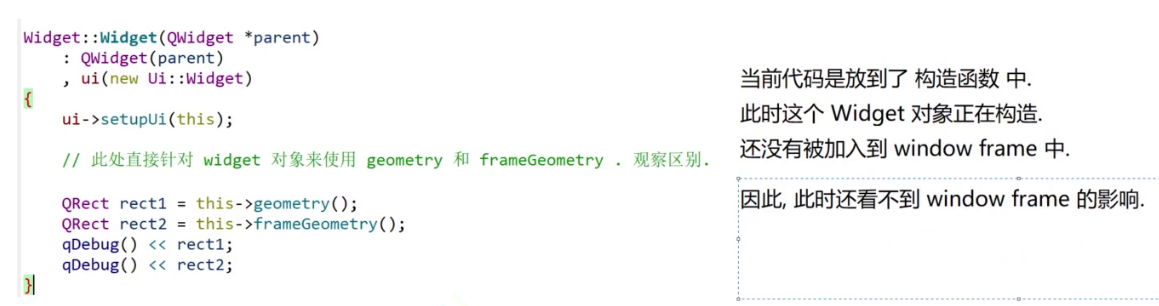 Widget::Widget(QWidget *parent)
    : QWidget(parent)
    , ui(new Ui::Widget)
{
    ui->setupUi(this);
    // 此处直接针对 widget 对象来使用 geometry 和 frameGeometry . 观察区别.
    QRect rect1 = this->geometry();
    QRect rect2 = this->frameGeometry();
    qDebug() << rect1;
    qDebug() << rect2;
}
当前代码是放到了 构造函数 中.
此时这个 Widget 对象正在构造.
还没有被加入到 window frame 中.
因此, 此时还看不到 window frame 的影响.